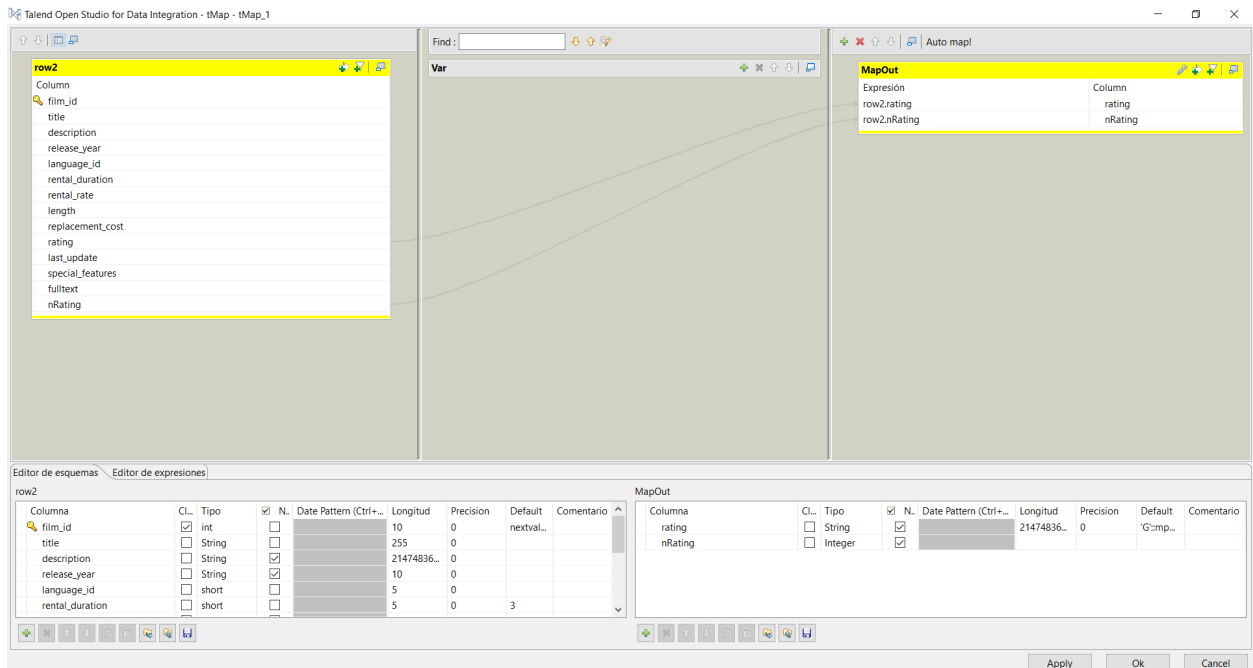 Talend Open Studio for Data Integration - tMap - tMap_1
Find :
Auto map!
row2
Column
film_id
title
description
release_year
language_id
rental_duration
rental_rate
length
replacement_cost
rating
last_update
special_features
fulltext
nRating
Var
MapOut
Expresión Column
row2.rating rating
row2.nRating nRating
Editor de esquemas Editor de expresiones
row2
Columna Cl... Tipo N.. Date Pattern (Ctrl+... Longitud Precision Default Comentario
film_id int 10 0 nextval...
title String 255 0
description String 21474836... 0
release_year String 10 0
language_id short 5 0
rental_duration short 5 0 3
MapOut
Columna Cl... Tipo N.. Date Pattern (Ctrl+... Longitud Precision Default Comentario
rating String 21474836... 0 'G'::mp...
nRating Integer
Apply Ok Cancel